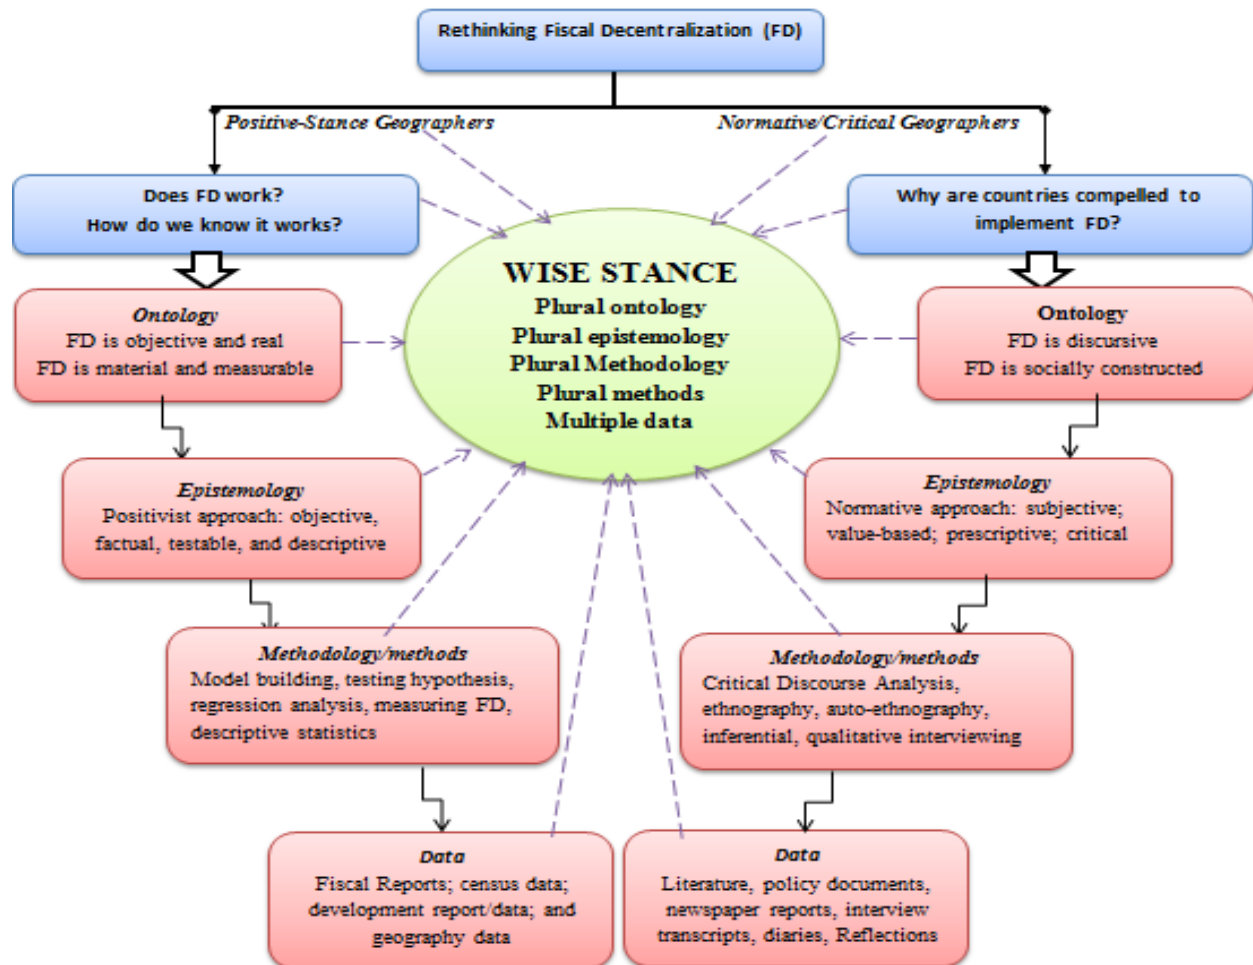 Rethinking Fiscal Decentralization (FD)
Positive-Stance Geographers
Normative/Critical Geographers
Does FD work?
How do we know it works?
Why are countries compelled to
implement FD?
WISE STANCE
Plural ontology
Plural epistemology
Plural Methodology
Plural methods
Multiple data
Ontology
FD is objective and real
FD is material and measurable
Ontology
FD is discursive
FD is socially constructed
Epistemology
Positivist approach: objective,
factual, testable, and descriptive
Epistemology
Normative approach: subjective;
value-based; prescriptive; critical
Methodology/methods
Model building, testing hypothesis,
regression analysis, measuring FD,
descriptive statistics
Methodology/methods
Critical Discourse Analysis,
ethnography, auto-ethnography,
inferential, qualitative interviewing
Data
Fiscal Reports; census data;
development report/data; and
geography data
Data
Literature, policy documents,
newspaper reports, interview
transcripts, diaries, Reflections